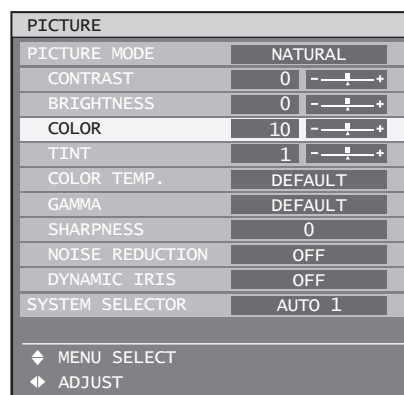 PICTURE
PICTURE MODE NATURAL
CONTRAST 0 - +
BRIGHTNESS 0 - +
COLOR 10 - +
TINT 1 - +
COLOR TEMP. DEFAULT
GAMMA DEFAULT
SHARPNESS 0
NOISE REDUCTION OFF
DYNAMIC IRIS OFF
SYSTEM SELECTOR AUTO 1
MENU SELECT
ADJUST